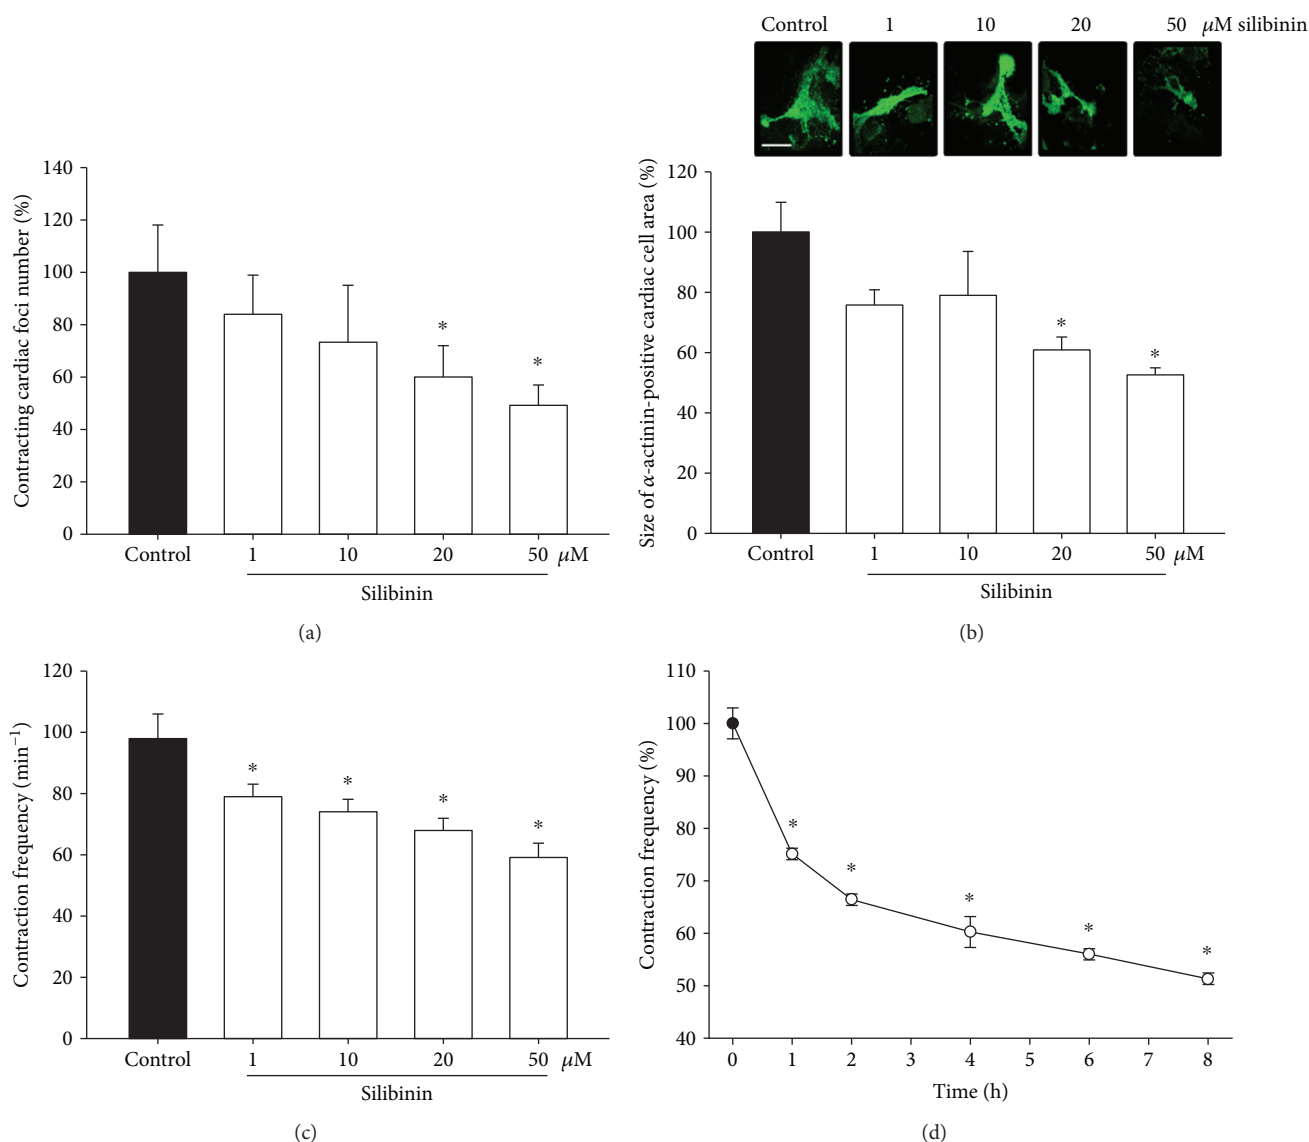 Control 1 10 20 50 μM silibinin
Contracting cardiac foci number (%)
140
120
100
80
60
40
20
0
Control 1 10 20 50 μM
Silibinin
(a)
Size of α-actinin-positive cardiac cell area (%)
120
100
80
60
40
20
0
* *
Control 1 10 20 50 μM
Silibinin
(b)
* *
Contraction frequency (min⁻¹)
120
100
80
60
40
20
0
* * * *
Control 1 10 20 50 μM
Silibinin
(c)
Contraction frequency (%)
110
100
90
80
70
60
50
40
* * * * *
0 1 2 3 4 5 6 7 8
Time (h)
(d)